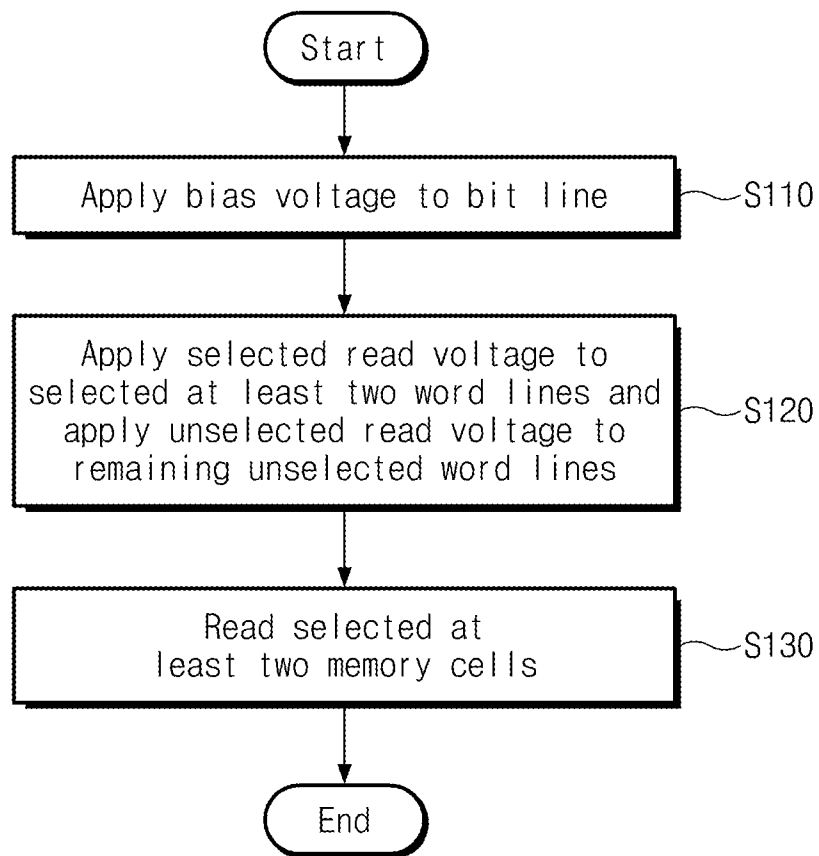 Start
Apply bias voltage to bit line
S110
Apply selected read voltage to
selected at least two word lines and
apply unselected read voltage to
remaining unselected word lines
S120
Read selected at
least two memory cells
S130
End